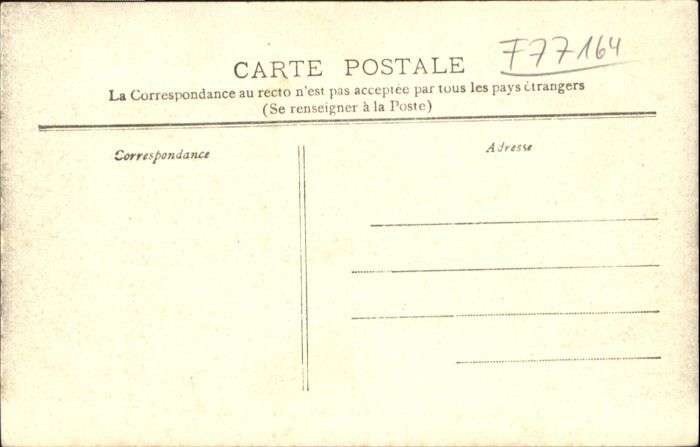 F77164
CARTE POSTALE
La Correspondance au recto n'est pas acceptée par tous les pays étrangers
(Se renseigner à la Poste)
Correspondance
Adresse